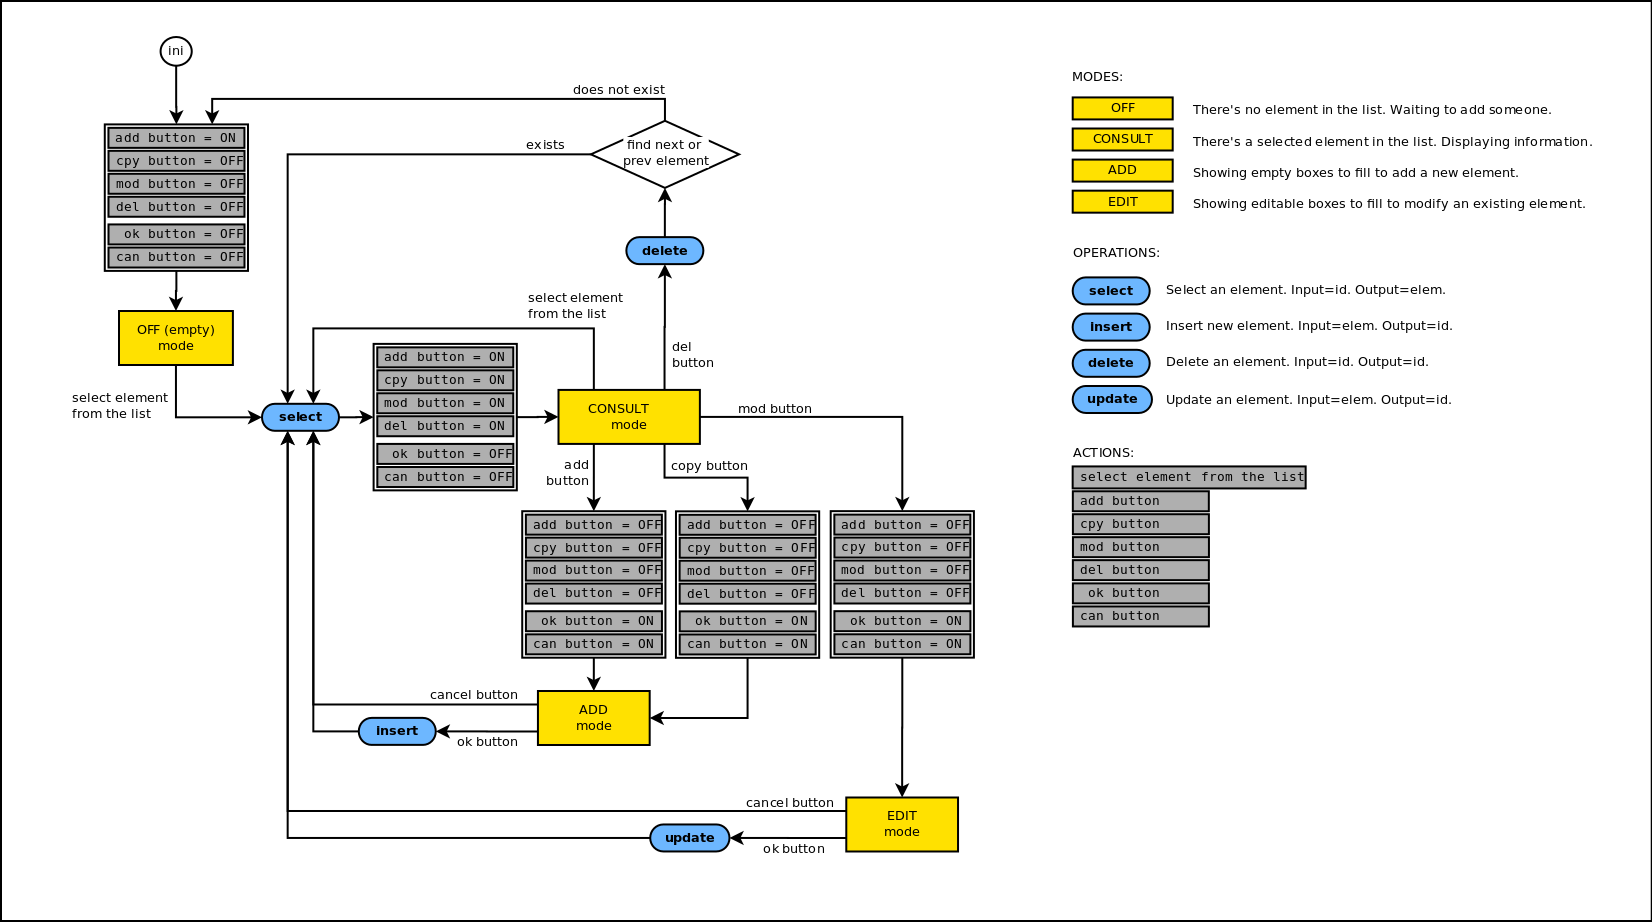 ini
does not exist
exists
find next or
prev element
add button = ON
cpy button = OFF
mod button = OFF
del button = OFF
ok button = OFF
can button = OFF
delete
OFF (empty)
mode
select element
from the list
select element
from the list
del
button
select
add button = ON
cpy button = ON
mod button = ON
del button = ON
ok button = OFF
can button = OFF
CONSULT
mode
mod button
add
button
copy button
add button = OFF
cpy button = OFF
mod button = OFF
del button = OFF
ok button = ON
can button = ON
add button = OFF
cpy button = OFF
mod button = OFF
del button = OFF
ok button = ON
can button = ON
add button = OFF
cpy button = OFF
mod button = OFF
del button = OFF
ok button = ON
can button = ON
cancel button
ADD
mode
insert
ok button
cancel button
EDIT
mode
update
ok button
MODES:
OFF There's no element in the list. Waiting to add someone.
CONSULT There's a selected element in the list. Displaying information.
ADD Showing empty boxes to fill to add a new element.
EDIT Showing editable boxes to fill to modify an existing element.
OPERATIONS:
select Select an element. Input=id. Output=elem.
insert Insert new element. Input=elem. Output=id.
delete Delete an element. Input=id. Output=id.
update Update an element. Input=elem. Output=id.
ACTIONS:
select element from the list
add button
cpy button
mod button
del button
ok button
can button